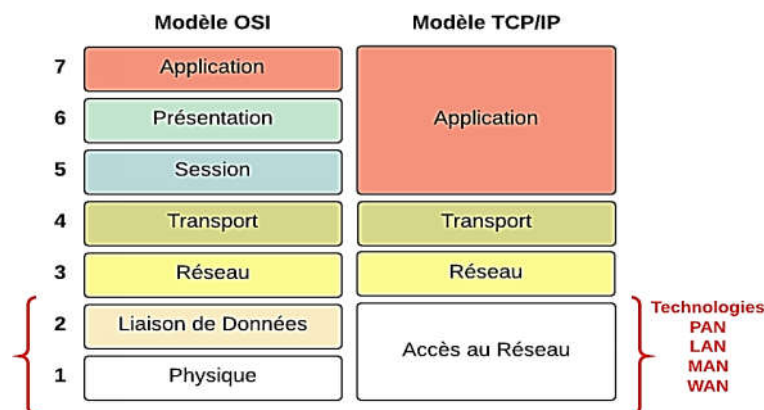 Modèle OSI Modèle TCP/IP
7 Application
6 Présentation Application
5 Session
4 Transport Transport
3 Réseau Réseau
2 Liaison de Données
1 Physique
Accès au Réseau
Technologies
PAN
LAN
MAN
WAN